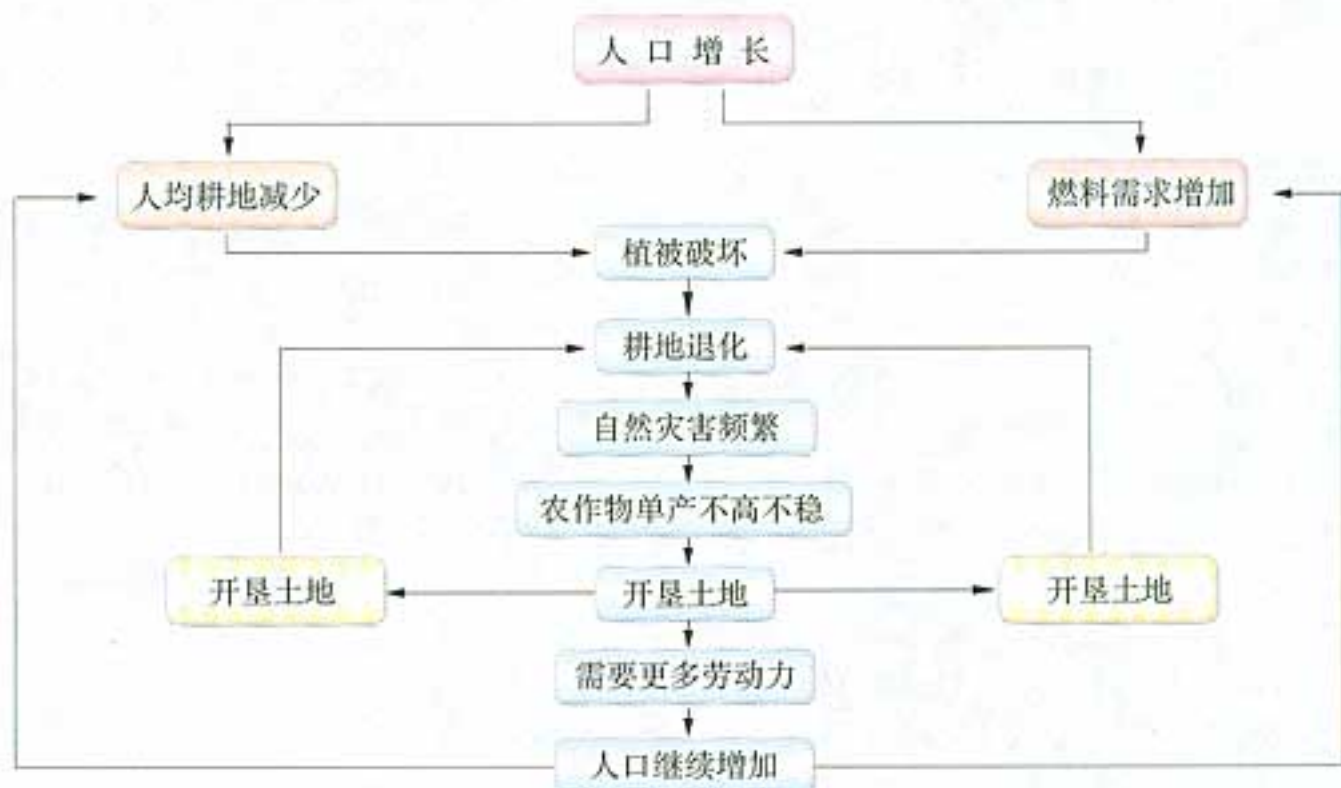 人口增长
人均耕地减少
燃料需求增加
植被破坏
耕地退化
自然灾害频繁
农作物单产不高不稳
开垦土地
开垦土地
开垦土地
需要更多劳动力
人口继续增加